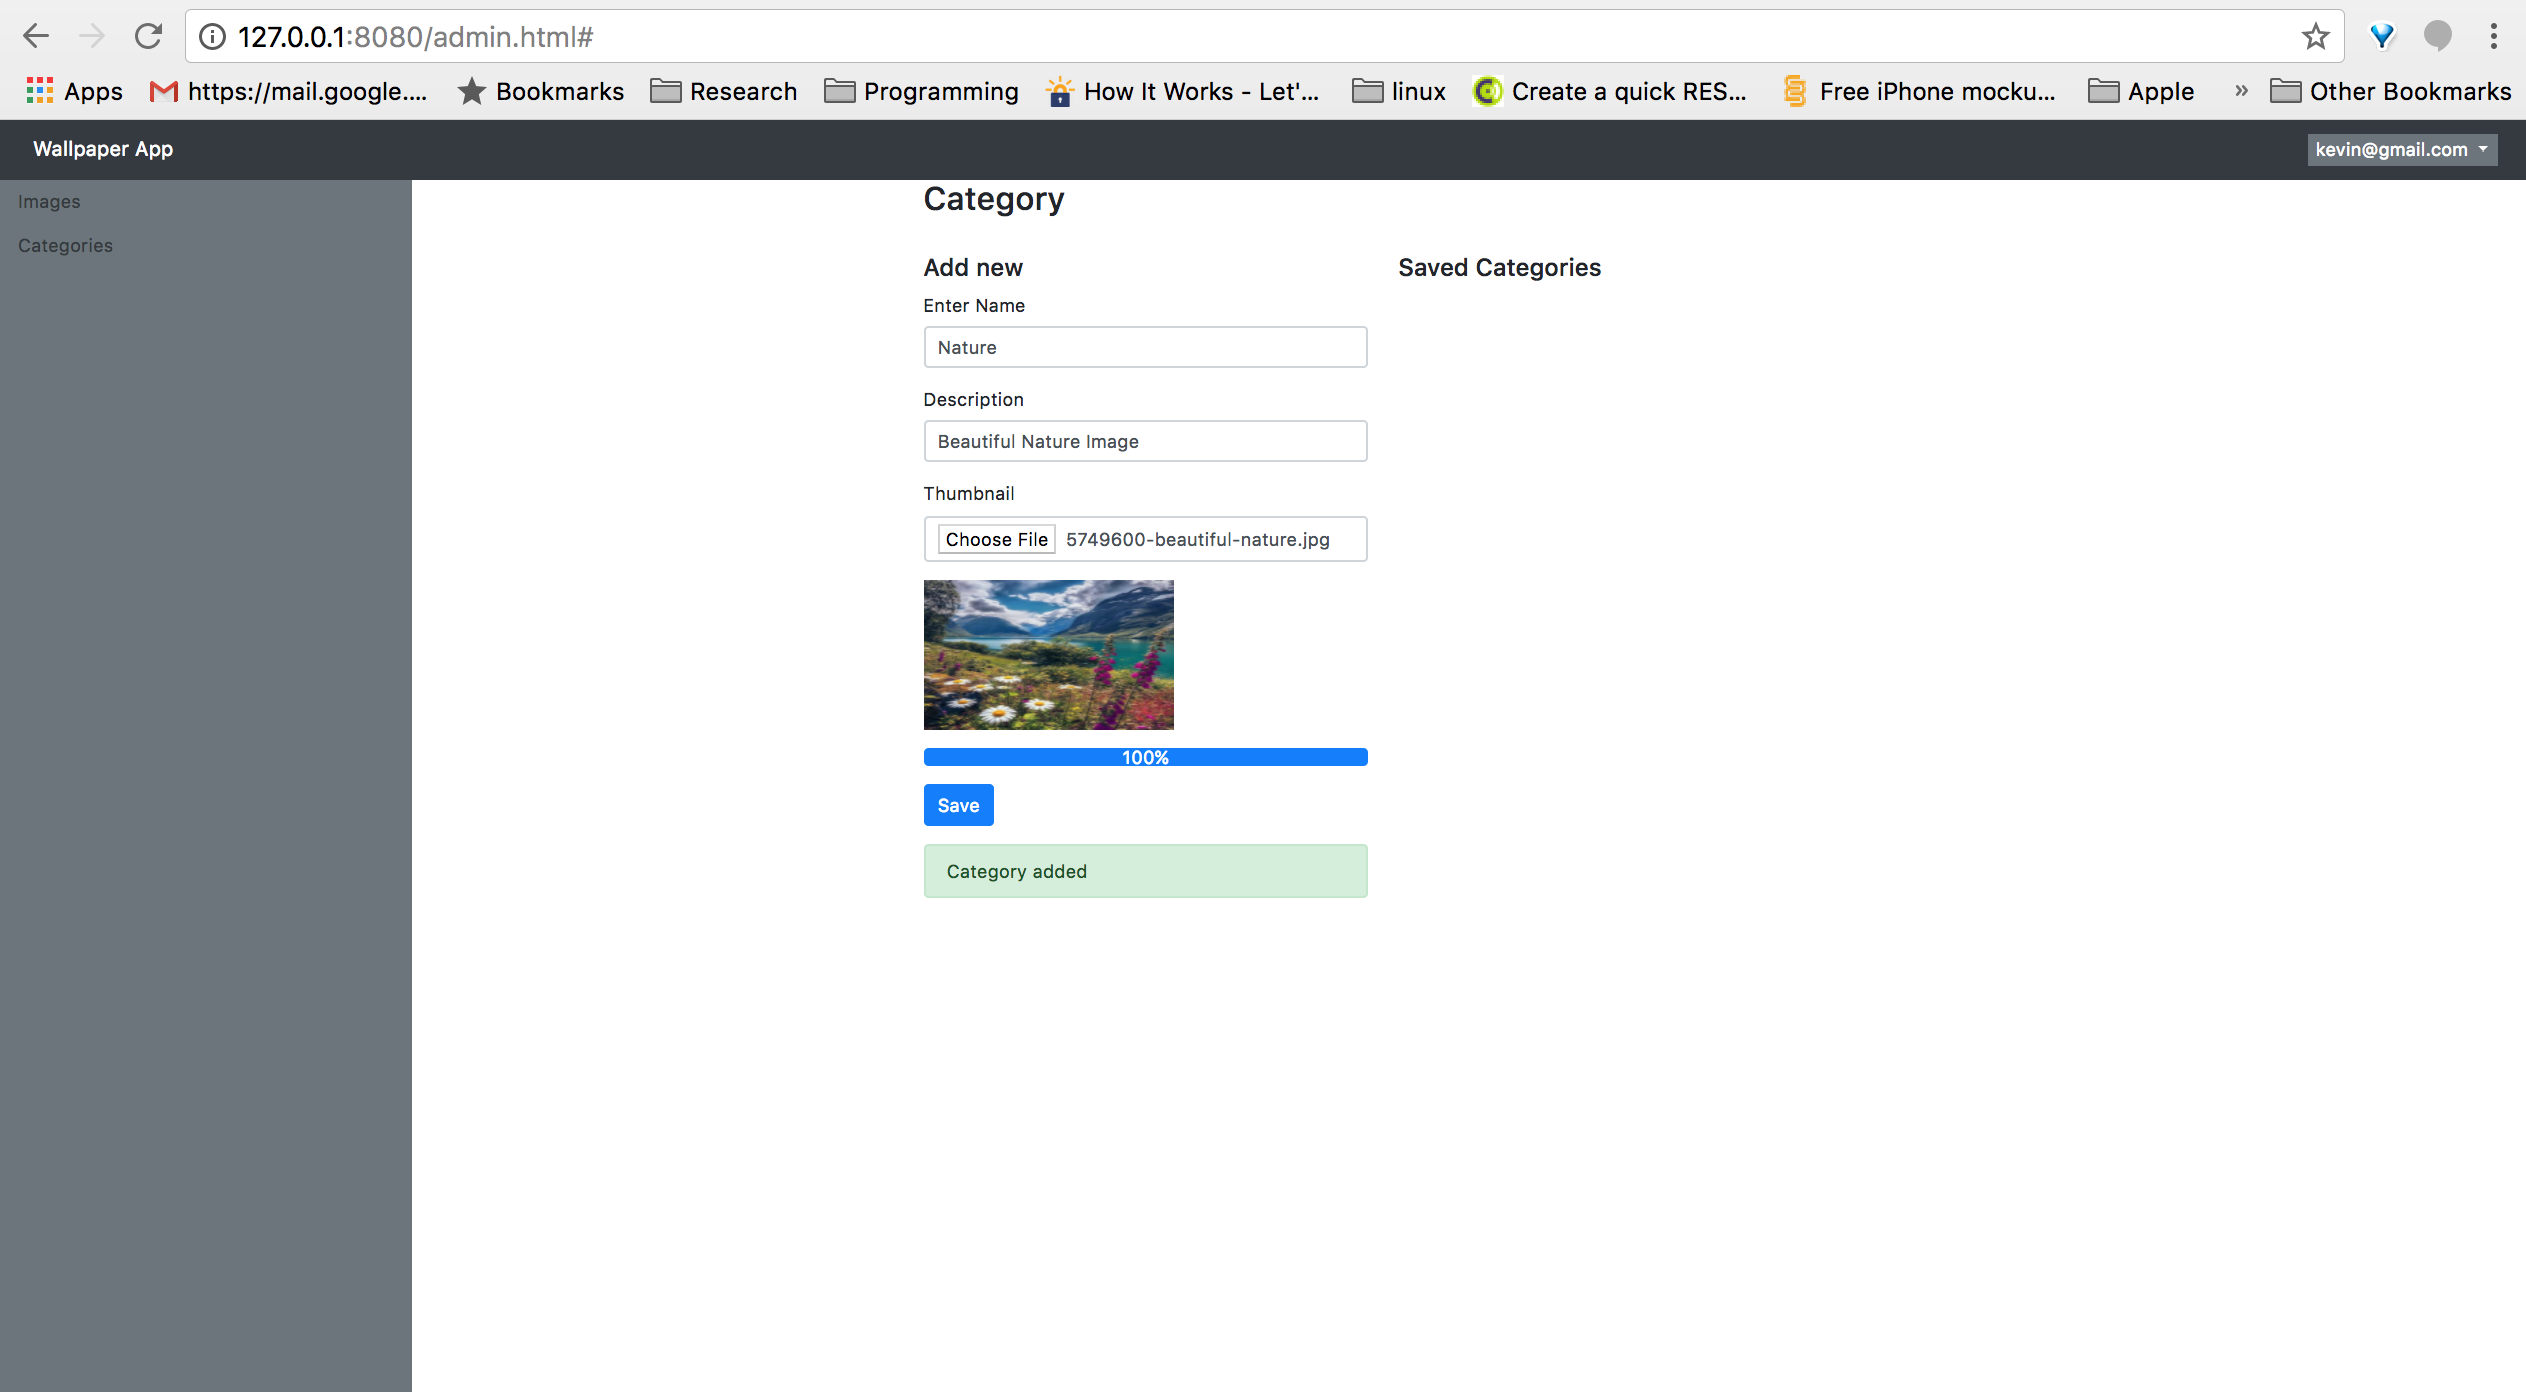 127.0.0.1:8080/admin.html#
Apps https://mail.google.... Bookmarks Research Programming How It Works - Let'... linux Create a quick RES... Free iPhone mocku... Apple » Other Bookmarks
Wallpaper App kevin@gmail.com
Images
Categories
Category
Add new
Saved Categories
Enter Name
Nature
Description
Beautiful Nature Image
Thumbnail
Choose File 5749600-beautiful-nature.jpg
100%
Save
Category added